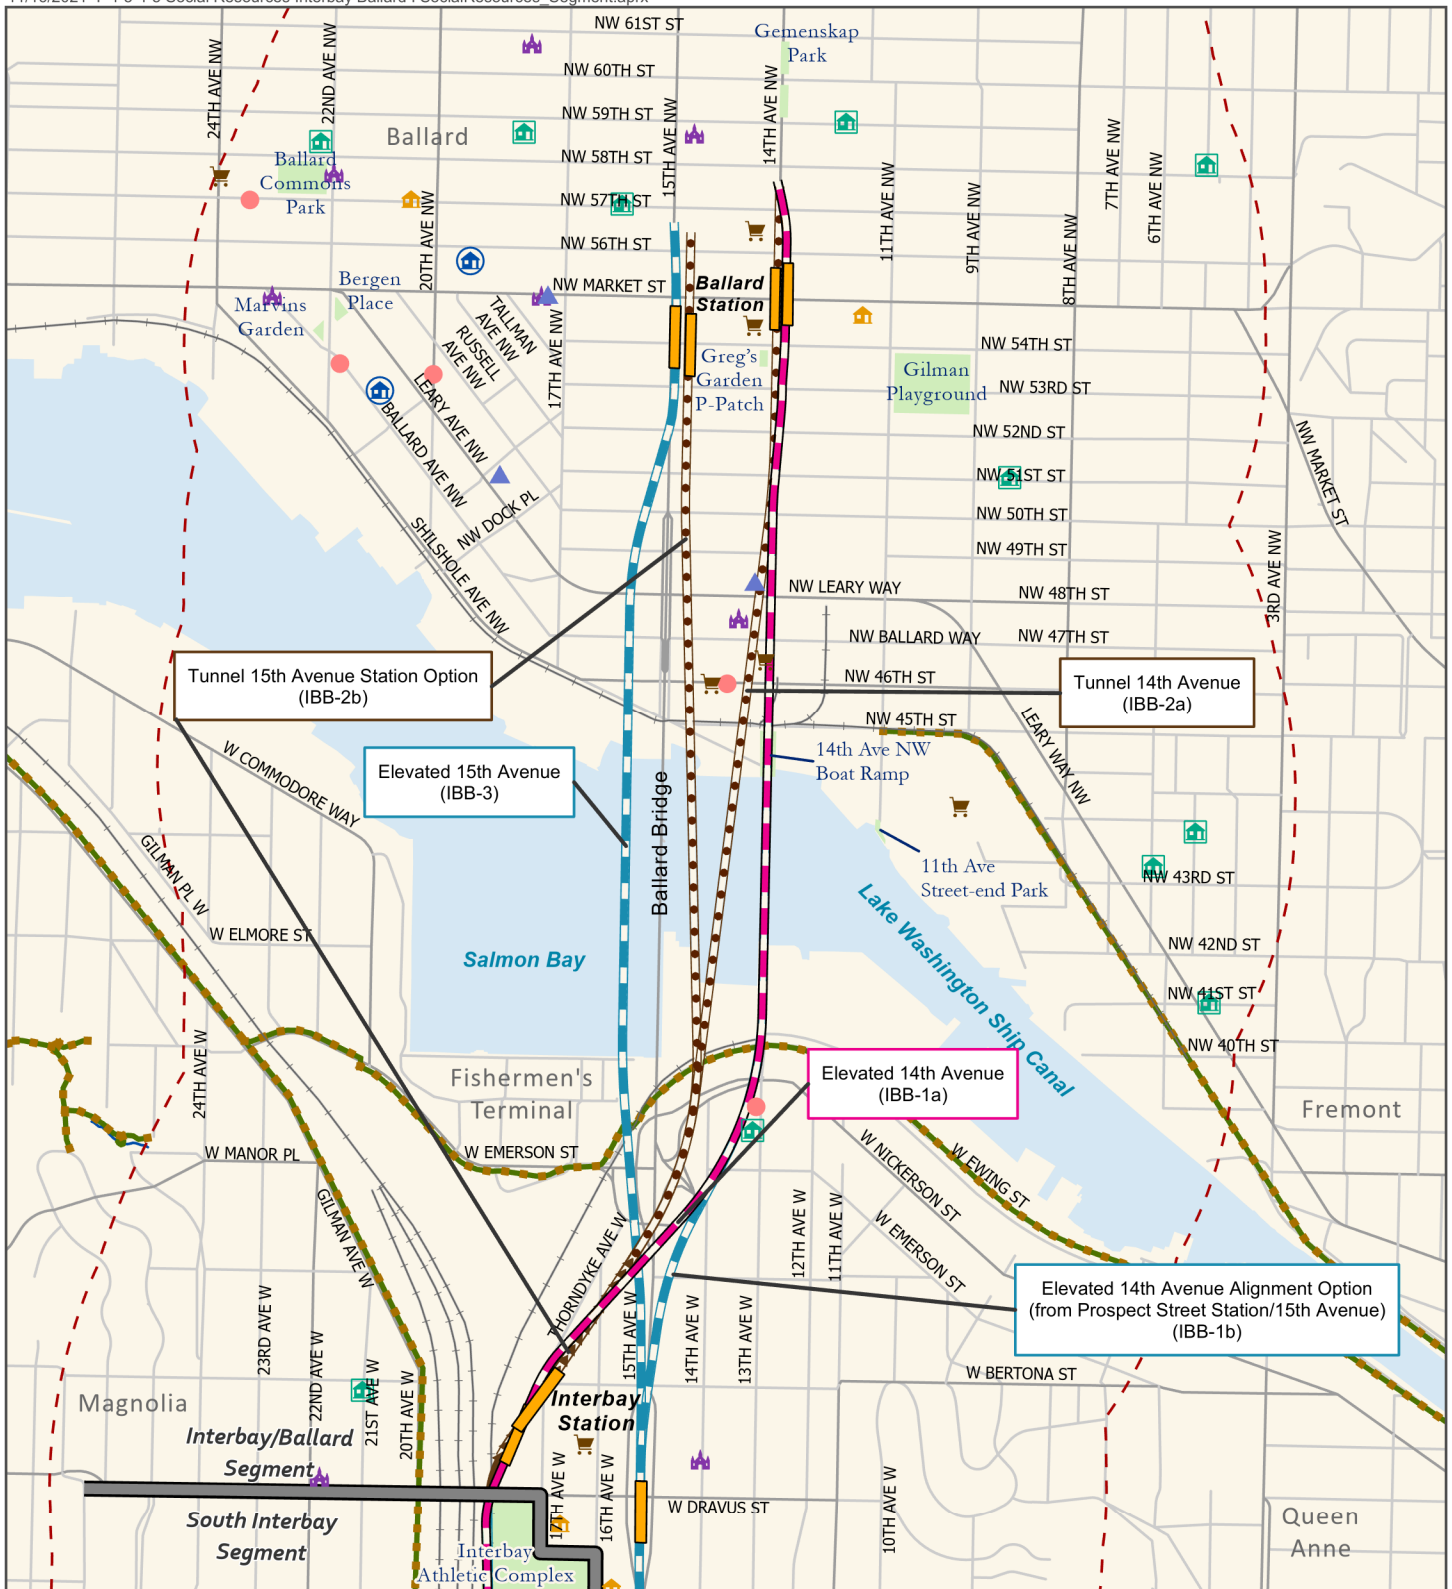 NW 61ST ST
Gemenskap
Park
NW 60TH ST
24TH AVE NW
22ND AVE NW
15TH AVE NW
14TH AVE NW
NW 59TH ST
Ballard
7TH AVE NW
6TH AVE NW
NW 58TH ST
Ballard
Commons
Park
11TH AVE NW
9TH AVE NW
8TH AVE NW
20TH AVE NW
NW 57TH ST
NW 56TH ST
Bergen
Place
NW MARKET ST
Ballard
Station
Marvins
Garden
TALLMAN
AVE NW
RUSSELL
AVE NW
17TH AVE NW
NW 54TH ST
Greg's
Garden
P-Patch
Gilman
Playground
NW 53RD ST
LEARY AVE NW
BALLARD AVE NW
NW 52ND ST
NW MARKET ST
NW 51ST ST
NW DOCK PL
NW 50TH ST
SHILSHOLE AVE NW
NW 49TH ST
3RD AVE NW
NW LEARY WAY
NW 48TH ST
NW BALLARD WAY
NW 47TH ST
Tunnel 15th Avenue Station Option
(IBB-2b)
NW 46TH ST
Tunnel 14th Avenue
(IBB-2a)
NW 45TH ST
LEARY WAY NW
W COMMODORE WAY
Elevated 15th Avenue
(IBB-3)
14th Ave NW
Boat Ramp
Ballard Bridge
GILMAN PL W
11th Ave
Street-end Park
NW 43RD ST
W ELMORE ST
Salmon Bay
Lake Washington Ship Canal
NW 42ND ST
NW 41ST ST
NW 40TH ST
24TH AVE W
Fishermen's
Terminal
Elevated 14th Avenue
(IBB-1a)
Fremont
W MANOR PL
W EMERSON ST
W NICKERSON ST
W EWING ST
GILMAN AVE W
THORNDYKE AVE W
12TH AVE W
11TH AVE W
W EMERSON ST
Elevated 14th Avenue Alignment Option
(from Prospect Street Station/15th Avenue)
(IBB-1b)
23RD AVE W
22ND AVE W
21ST AVE W
20TH AVE W
15TH AVE W
14TH AVE W
13TH AVE W
W BERTONA ST
Magnolia
Interbay
Station
Interbay/Ballard
Segment
17TH AVE W
16TH AVE W
10TH AVE W
W DRAVUS ST
South Interbay
Segment
Queen
Anne
Interbay
Athletic Complex